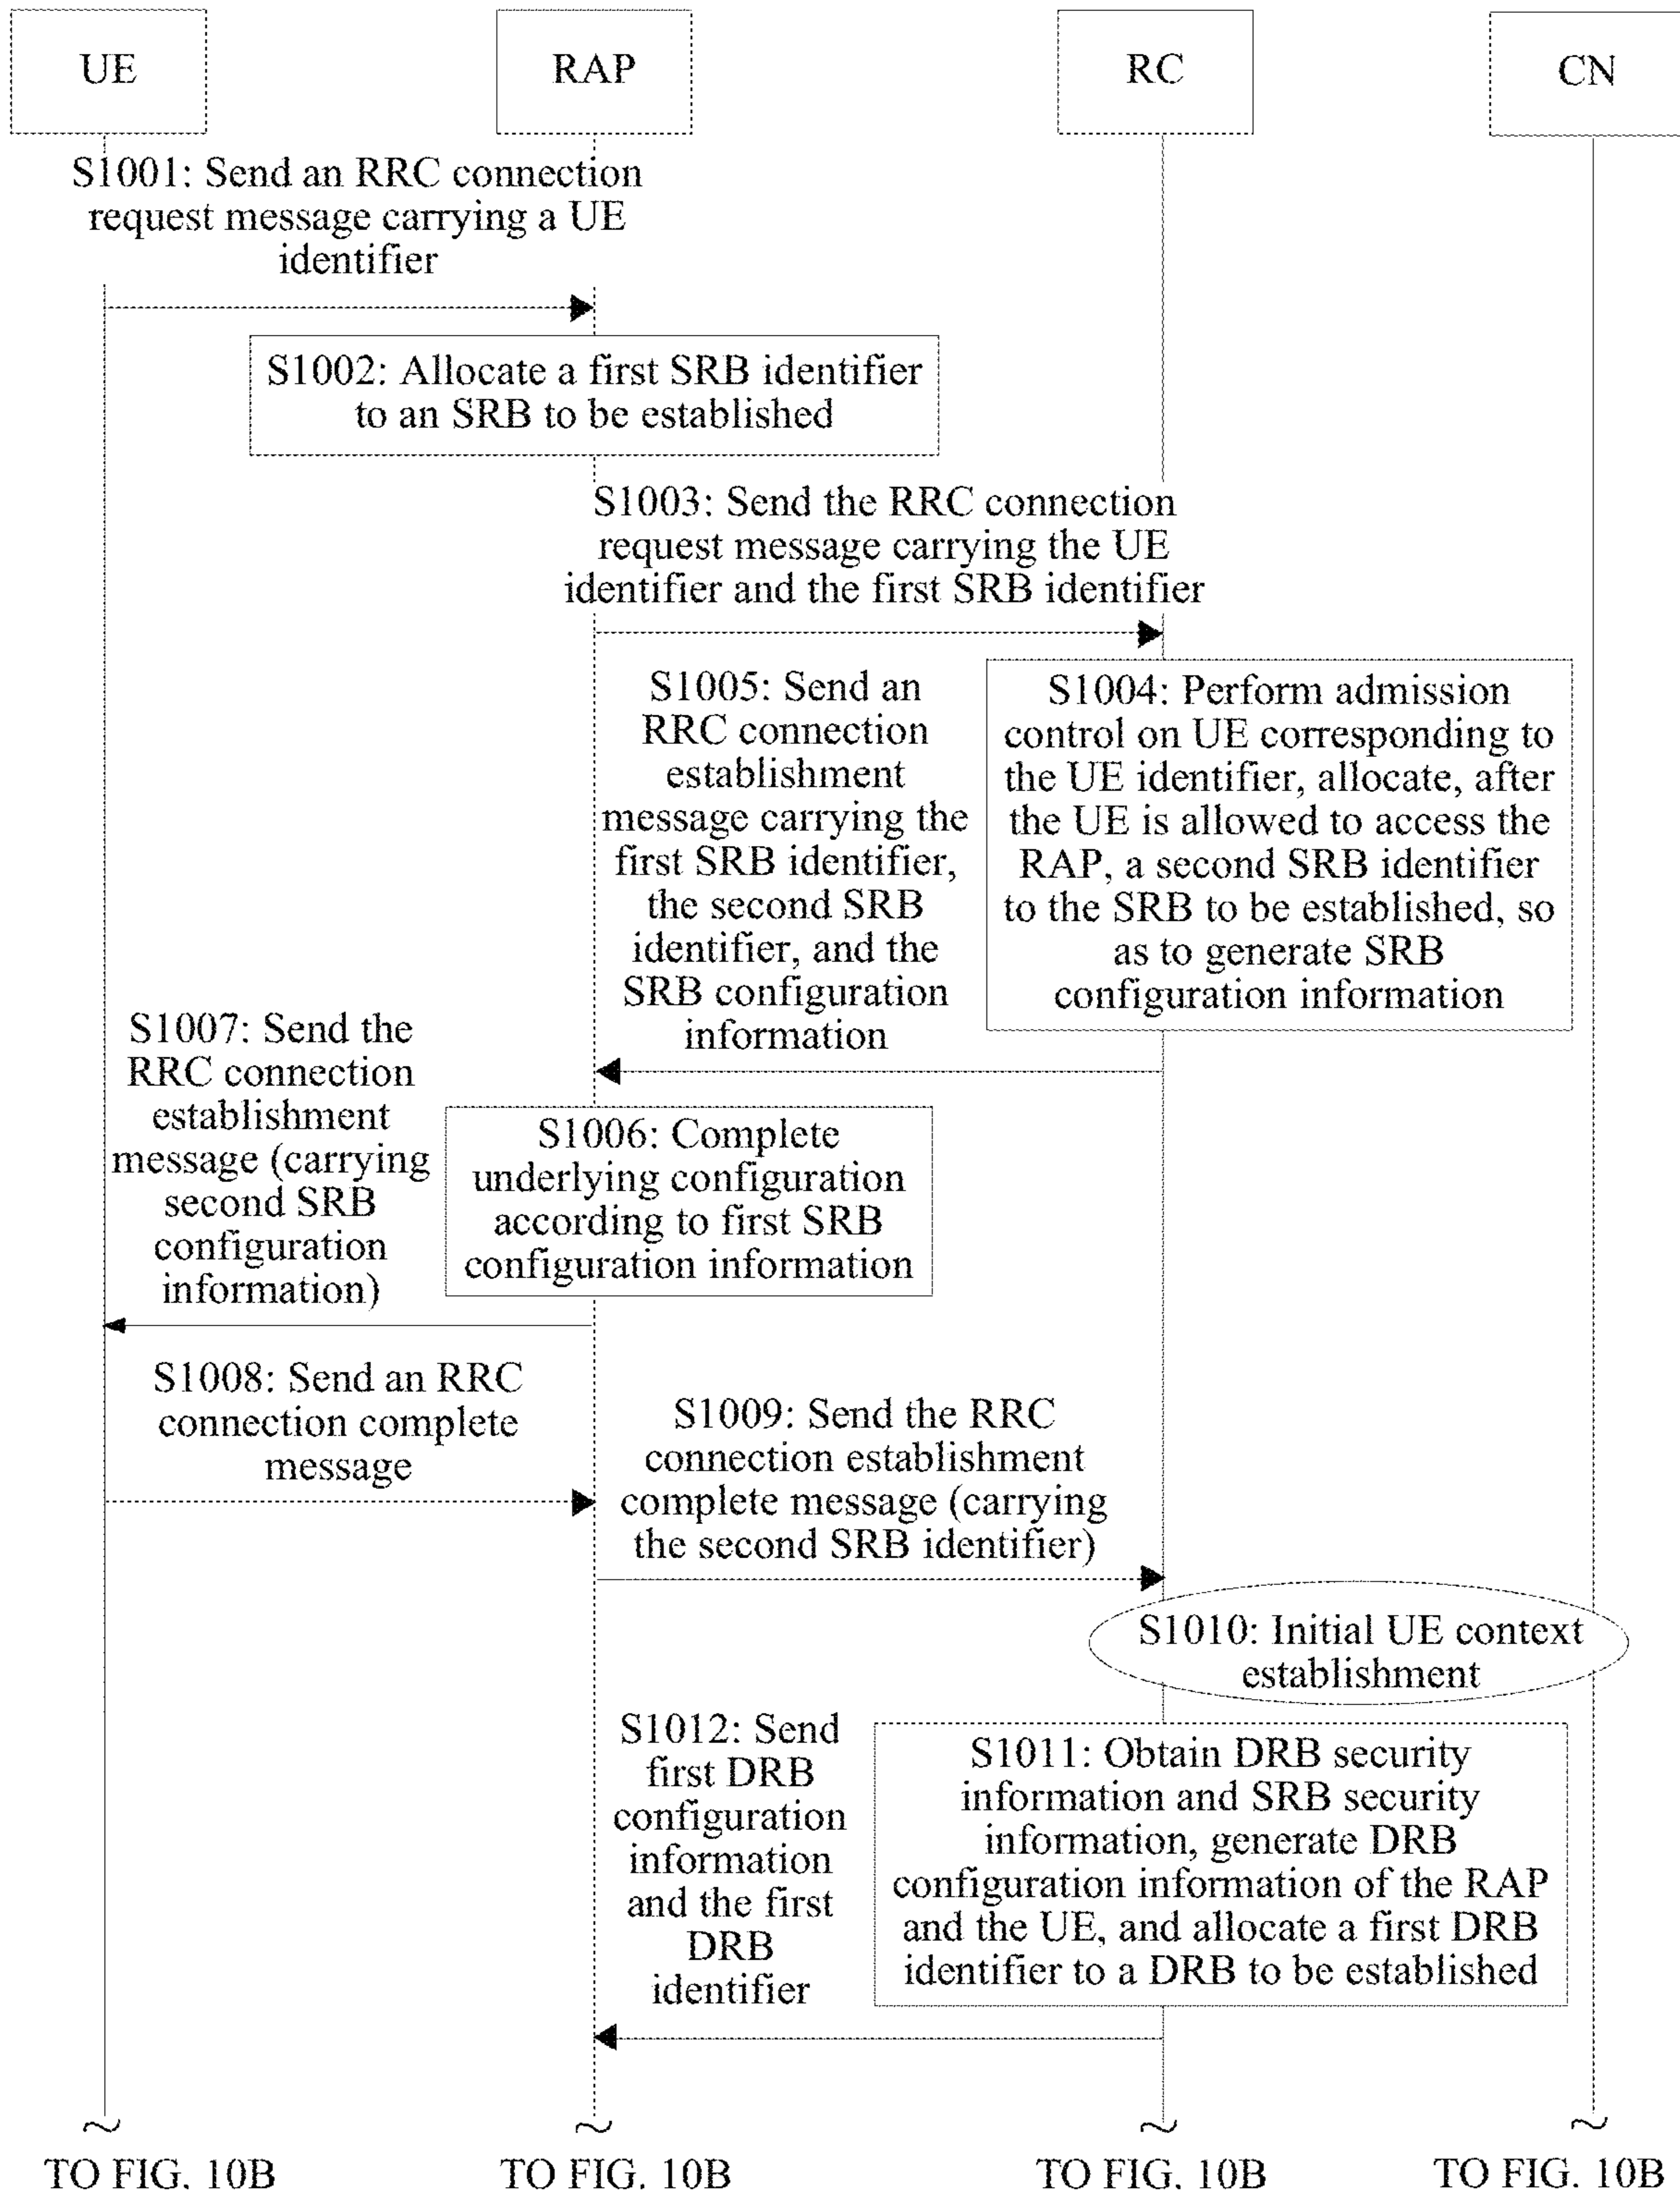 UE
RAP
RC
CN
S1001: Send an RRC connection
request message carrying a UE
identifier
S1002: Allocate a first SRB identifier
to an SRB to be established
S1003: Send the RRC connection
request message carrying the UE
identifier and the first SRB identifier
S1005: Send an
RRC connection
establishment
message carrying the
first SRB identifier,
the second SRB
identifier, and the
SRB configuration
information
S1004: Perform admission
control on UE corresponding to
the UE identifier, allocate, after
the UE is allowed to access the
RAP, a second SRB identifier
to the SRB to be established, so
as to generate SRB
configuration information
S1007: Send the
RRC connection
establishment
message (carrying
second SRB
configuration
information)
S1006: Complete
underlying configuration
according to first SRB
configuration information
S1008: Send an RRC
connection complete
message
S1009: Send the RRC
connection establishment
complete message (carrying
the second SRB identifier)
S1010: Initial UE context
establishment
S1012: Send
first DRB
configuration
information
and the first
DRB
identifier
S1011: Obtain DRB security
information and SRB security
information, generate DRB
configuration information of the RAP
and the UE, and allocate a first DRB
identifier to a DRB to be established
TO FIG. 10B
TO FIG. 10B
TO FIG. 10B
TO FIG. 10B